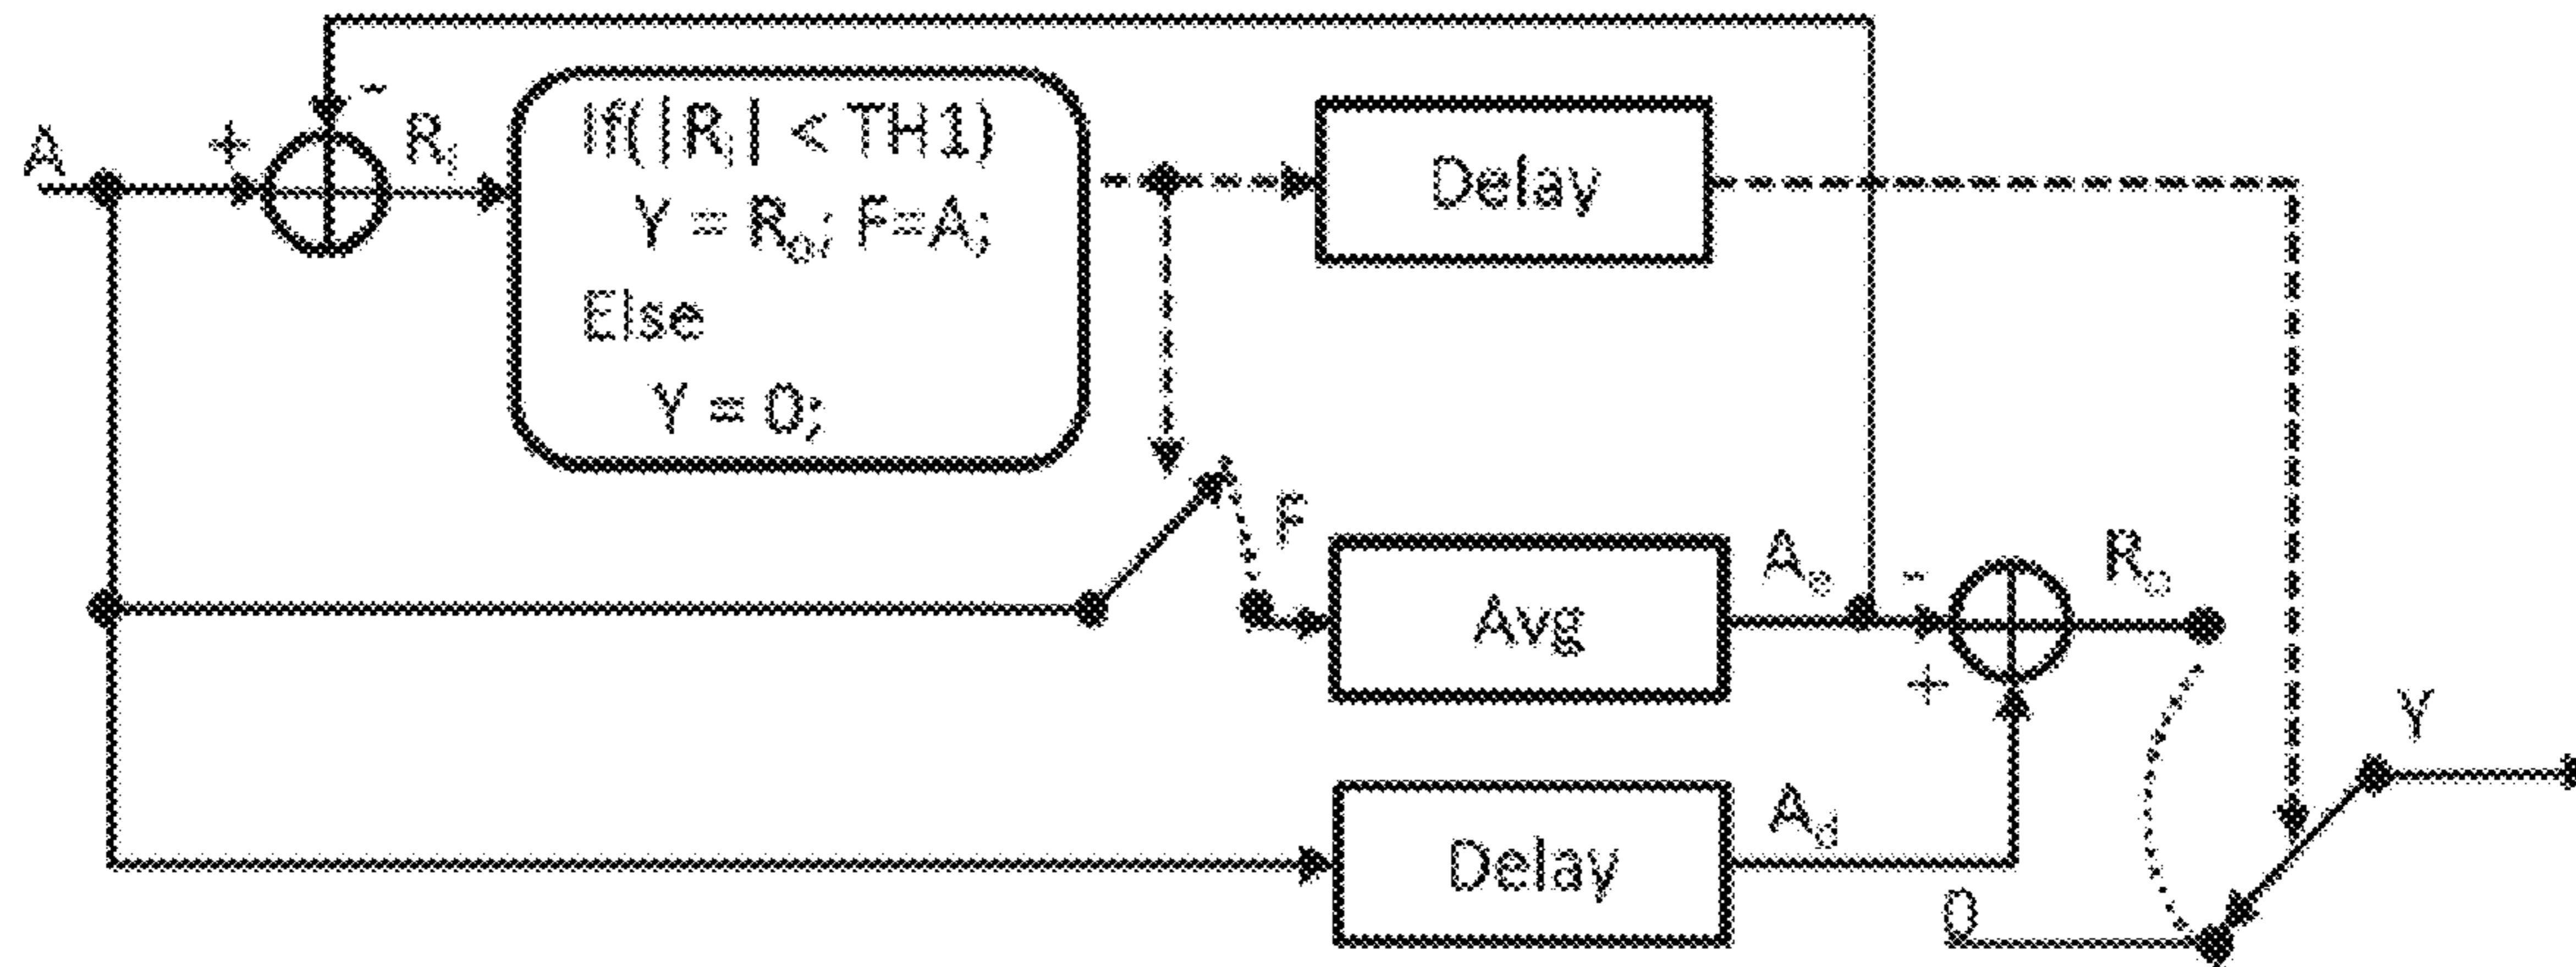 -
A
+
Ri
If(|Ri| < TH1)
Y = Ro; F=A;
Else
Y = 0;
Delay
F
Avg
Ae
-
+
Ro
Y
Delay
Ad
0